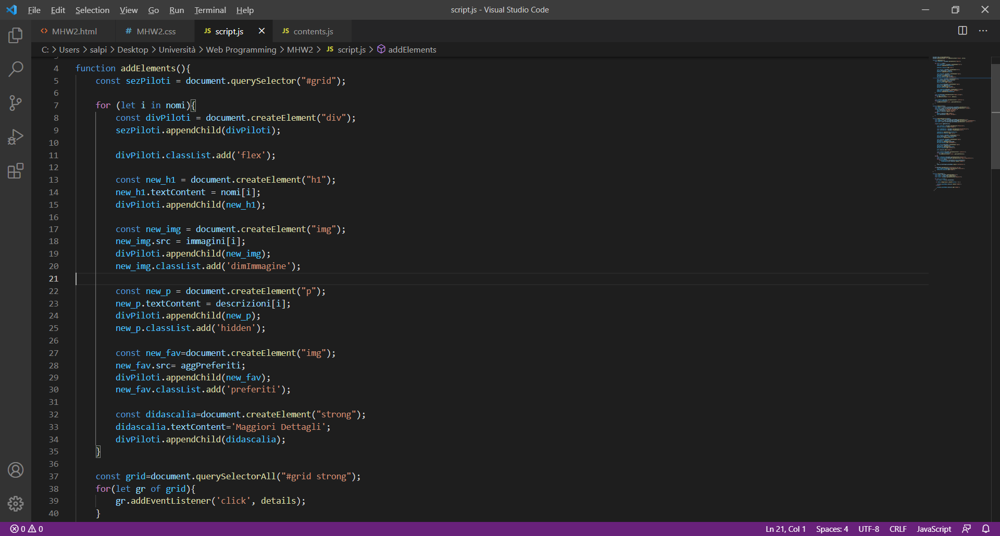 File Edit Selection View Go Run Terminal Help
script.js - Visual Studio Code
MHW2.html
# MHW2.css
JS script.js
JS contents.js
C: > Users > salpi > Desktop > Università > Web Programming > MHW2 > JS script.js > addElements
4 function addElements(){
5 const sezPiloti = document.querySelector("#grid");
6
7 for (let i in nomi){
8 const divPiloti = document.createElement("div");
9 sezPiloti.appendChild(divPiloti);
10
11 divPiloti.classList.add('flex');
12
13 const new_h1 = document.createElement("h1");
14 new_h1.textContent = nomi[i];
15 divPiloti.appendChild(new_h1);
16
17 const new_img = document.createElement("img");
18 new_img.src = immagini[i];
19 divPiloti.appendChild(new_img);
20 new_img.classList.add('dimImmagine');
21
22 const new_p = document.createElement("p");
23 new_p.textContent = descrizioni[i];
24 divPiloti.appendChild(new_p);
25 new_p.classList.add('hidden');
26
27 const new_fav=document.createElement("img");
28 new_fav.src= aggPreferiti;
29 divPiloti.appendChild(new_fav);
30 new_fav.classList.add('preferiti');
31
32 const didascalia=document.createElement("strong");
33 didascalia.textContent='Maggiori Dettagli';
34 divPiloti.appendChild(didascalia);
35 }
36
37 const grid=document.querySelectorAll("#grid strong");
38 for(let gr of grid){
39 gr.addEventListener('click', details);
40 }
0 0
Ln 21, Col 1 Spaces: 4 UTF-8 CRLF JavaScript